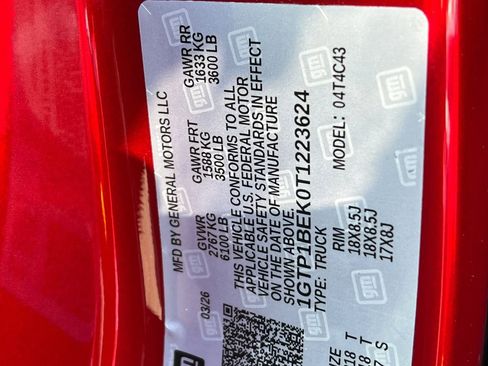 MFD BY GENERAL MOTORS LLC
03/26
GVWR
2767 KG
6100 LB
GAWR FRT
1588 KG
3500 LB
GAWR RR
1633 KG
3600 LB
THIS VEHICLE CONFORMS TO ALL
APPLICABLE U.S. FEDERAL MOTOR
VEHICLE SAFETY STANDARDS IN EFFECT
ON THE DATE OF MANUFACTURE
SHOWN ABOVE.
1GTP1BEK0T1223624
TYPE: TRUCK
MODEL: 04T4C43
RIM
18X8.5J
18X8.5J
17X8J
gm